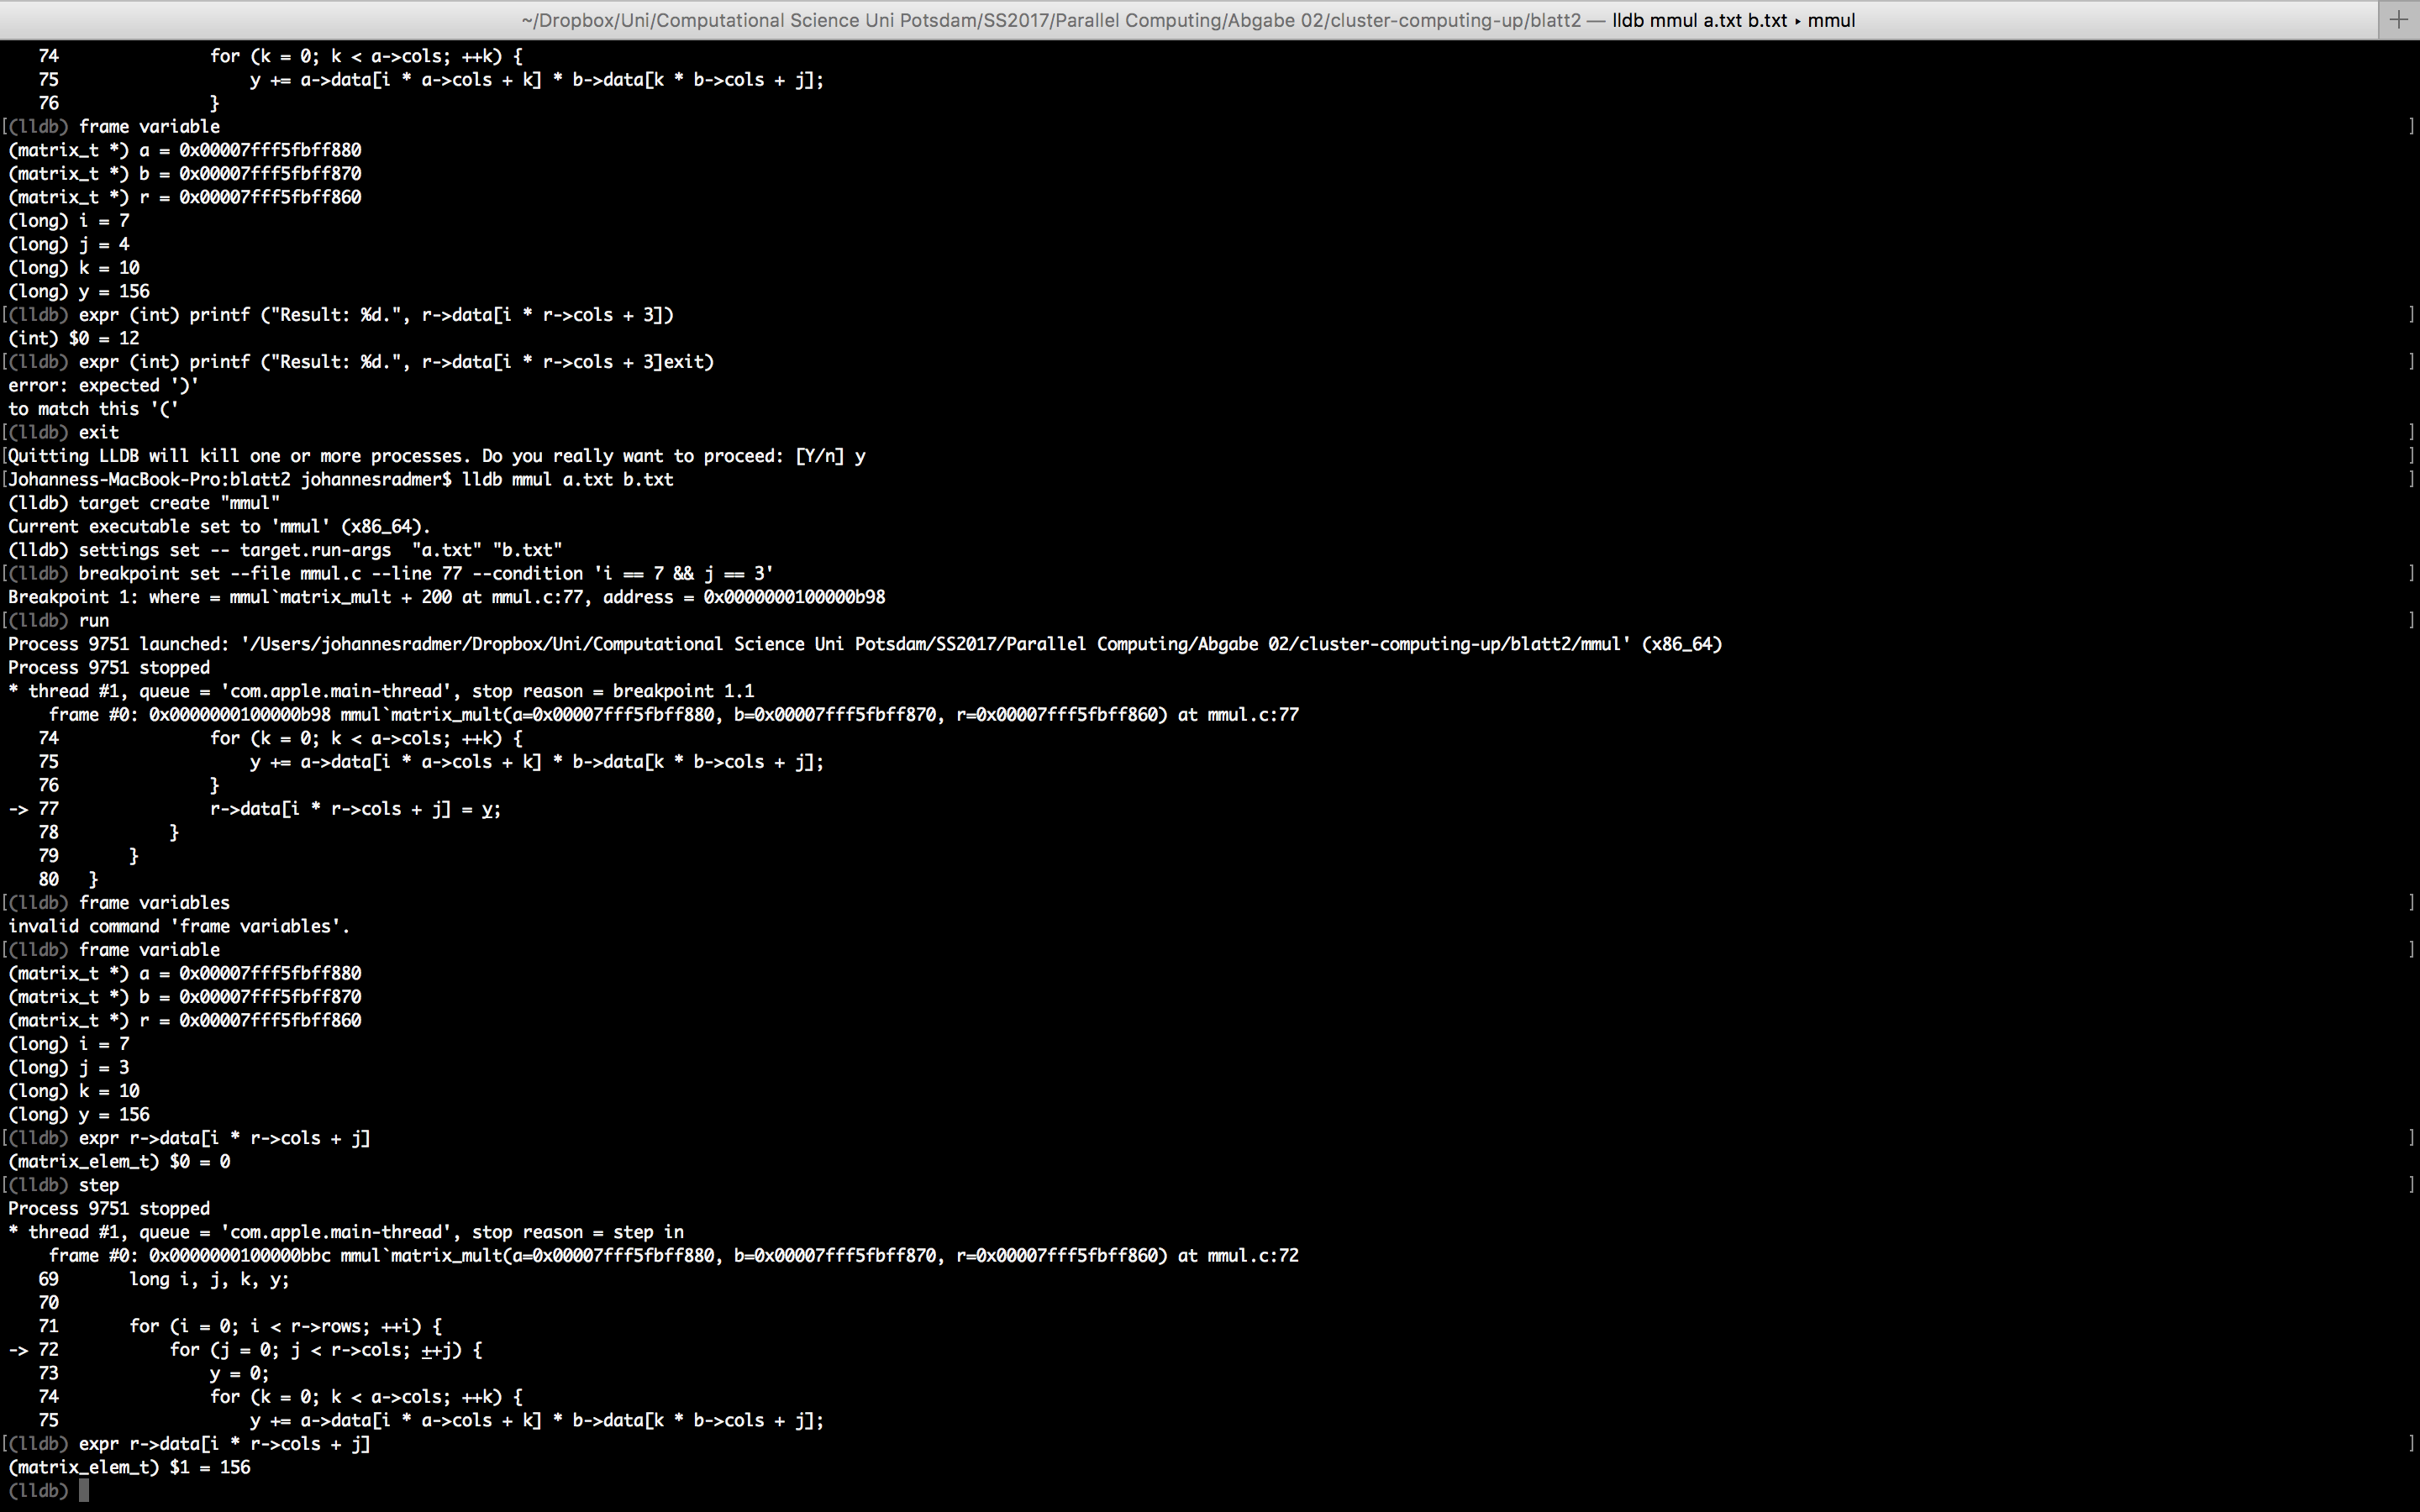 ~/Dropbox/Uni/Computational Science Uni Potsdam/SS2017/Parallel Computing/Abgabe 02/cluster-computing-up/blatt2 — lldb mmul a.txt b.txt ▸ mmul +
74 for (k = 0; k < a->cols; ++k) {
75 y += a->data[i * a->cols + k] * b->data[k * b->cols + j];
76 }
[(lldb) frame variable ]
(matrix_t *) a = 0x00007fff5fbff880
(matrix_t *) b = 0x00007fff5fbff870
(matrix_t *) r = 0x00007fff5fbff860
(long) i = 7
(long) j = 4
(long) k = 10
(long) y = 156
[(lldb) expr (int) printf ("Result: %d.", r->data[i * r->cols + 3]) ]
(int) $0 = 12
[(lldb) expr (int) printf ("Result: %d.", r->data[i * r->cols + 3]exit) ]
error: expected ')'
to match this '('
[(lldb) exit ]
[Quitting LLDB will kill one or more processes. Do you really want to proceed: [Y/n] y ]
[Johanness-MacBook-Pro:blatt2 johannesradmer$ lldb mmul a.txt b.txt ]
(lldb) target create "mmul"
Current executable set to 'mmul' (x86_64).
(lldb) settings set -- target.run-args  "a.txt" "b.txt"
[(lldb) breakpoint set --file mmul.c --line 77 --condition 'i == 7 && j == 3' ]
Breakpoint 1: where = mmul`matrix_mult + 200 at mmul.c:77, address = 0x0000000100000b98
[(lldb) run ]
Process 9751 launched: '/Users/johannesradmer/Dropbox/Uni/Computational Science Uni Potsdam/SS2017/Parallel Computing/Abgabe 02/cluster-computing-up/blatt2/mmul' (x86_64)
Process 9751 stopped
* thread #1, queue = 'com.apple.main-thread', stop reason = breakpoint 1.1
frame #0: 0x0000000100000b98 mmul`matrix_mult(a=0x00007fff5fbff880, b=0x00007fff5fbff870, r=0x00007fff5fbff860) at mmul.c:77
74 for (k = 0; k < a->cols; ++k) {
75 y += a->data[i * a->cols + k] * b->data[k * b->cols + j];
76 }
-> 77 r->data[i * r->cols + j] = y;
78 }
79 }
80 }
[(lldb) frame variables ]
invalid command 'frame variables'.
[(lldb) frame variable ]
(matrix_t *) a = 0x00007fff5fbff880
(matrix_t *) b = 0x00007fff5fbff870
(matrix_t *) r = 0x00007fff5fbff860
(long) i = 7
(long) j = 3
(long) k = 10
(long) y = 156
[(lldb) expr r->data[i * r->cols + j] ]
(matrix_elem_t) $0 = 0
[(lldb) step ]
Process 9751 stopped
* thread #1, queue = 'com.apple.main-thread', stop reason = step in
frame #0: 0x0000000100000bbc mmul`matrix_mult(a=0x00007fff5fbff880, b=0x00007fff5fbff870, r=0x00007fff5fbff860) at mmul.c:72
69 long i, j, k, y;
70
71 for (i = 0; i < r->rows; ++i) {
-> 72 for (j = 0; j < r->cols; ++j) {
73 y = 0;
74 for (k = 0; k < a->cols; ++k) {
75 y += a->data[i * a->cols + k] * b->data[k * b->cols + j];
[(lldb) expr r->data[i * r->cols + j] ]
(matrix_elem_t) $1 = 156
(lldb)